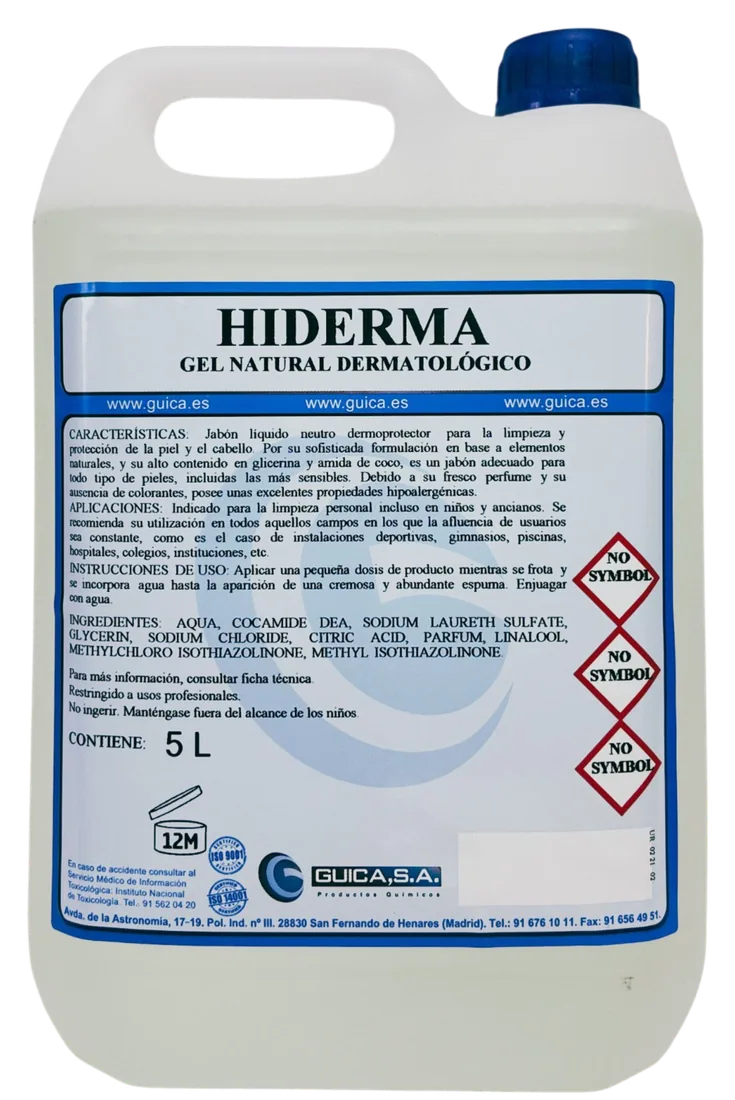 HIDERMA
GEL NATURAL DERMATOLÓGICO
www.guica.es www.guica.es www.guica.es
CARACTERÍSTICAS: Jabón líquido neutro dermoprotector para la limpieza y
protección de la piel y el cabello. Por su sofisticada formulación en base a elementos
naturales, y su alto contenido en glicerina y amida de coco, es un jabón adecuado para
todo tipo de pieles, incluidas las más sensibles. Debido a su fresco perfume y su
ausencia de colorantes, posee unas excelentes propiedades hipoalergénicas.
APLICACIONES: Indicado para la limpieza personal incluso en niños y ancianos. Se
recomienda su utilización en todos aquellos campos en los que la afluencia de usuarios
sea constante, como es el caso de instalaciones deportivas, gimnasios, piscinas,
hospitales, colegios, instituciones, etc.
INSTRUCCIONES DE USO: Aplicar una pequeña dosis de producto mientras se frota y
se incorpora agua hasta la aparición de una cremosa y abundante espuma. Enjuagar
con agua.
INGREDIENTES: AQUA, COCAMIDE DEA, SODIUM LAURETH SULFATE,
GLYCERIN, SODIUM CHLORIDE, CITRIC ACID, PARFUM, LINALOOL,
METHYLCHLORO ISOTHIAZOLINONE, METHYL ISOTHIAZOLINONE.
Para más información, consultar ficha técnica.
Restringido a usos profesionales.
No ingerir. Manténgase fuera del alcance de los niños.
CONTIENE: 5 L
NO
SYMBOL
NO
SYMBOL
NO
SYMBOL
12M
ISO 9001
ISO 14001
GUICA,S.A.
Productos Químicos
UR. 02 21 02
En caso de accidente consultar al
Servicio Médico de Información
Toxicológica: Instituto Nacional
de Toxicología. Tel.: 91 562 04 20
Avda. de la Astronomía, 17-19. Pol. Ind. nº III. 28830 San Fernando de Henares (Madrid). Tel.: 91 676 10 11. Fax: 91 656 49 51.